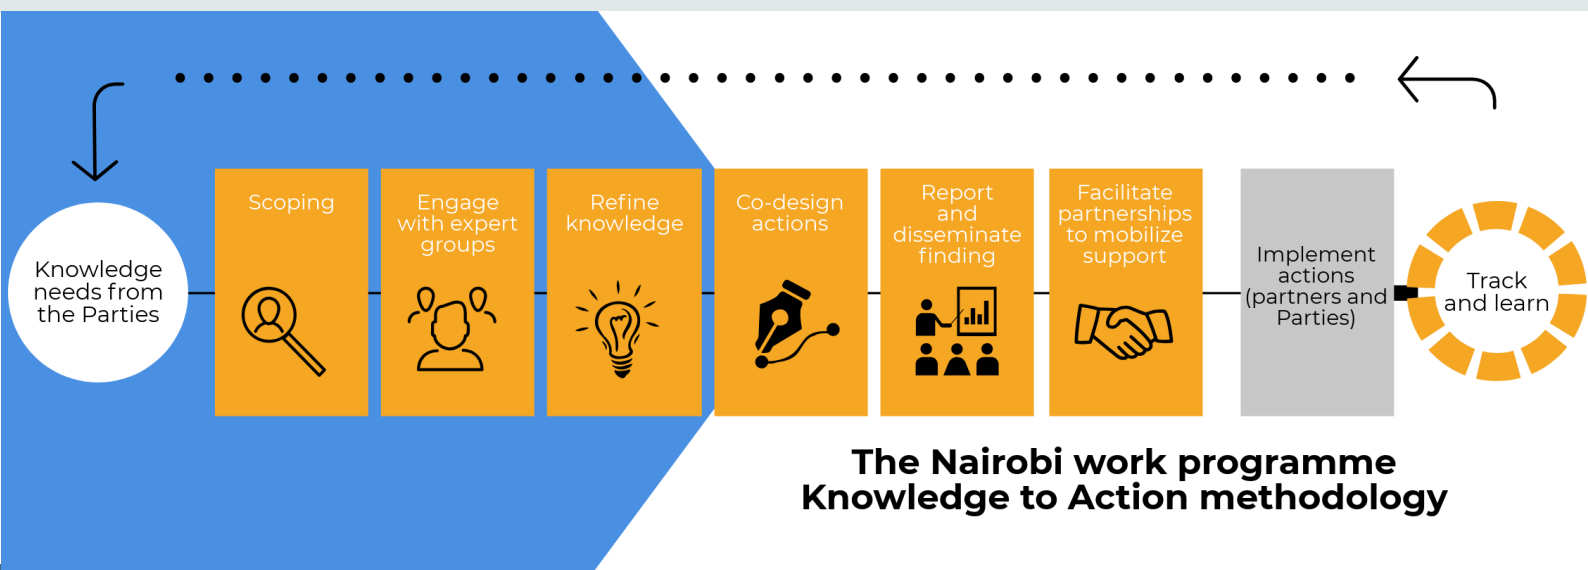 Knowledge
needs from
the Parties
Scoping
Engage
with expert
groups
Refine
knowledge
Co-design
actions
Report
and
disseminate
finding
Facilitate
partnerships
to mobilize
support
Implement
actions
(partners and
Parties)
Track
and learn
The Nairobi work programme
Knowledge to Action methodology